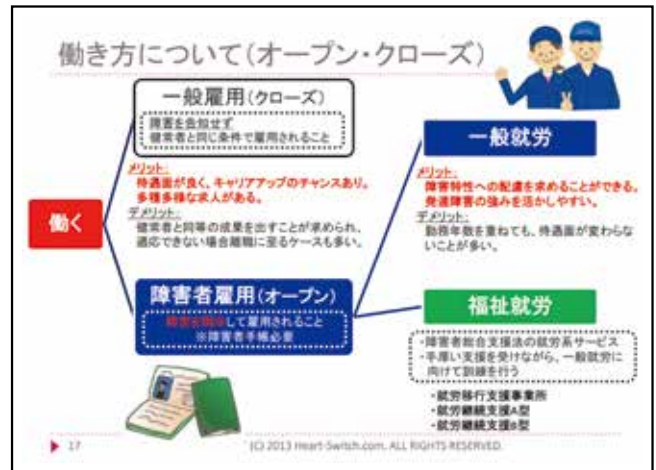 働き方について(オープン・クローズ)
一般雇用(クローズ)
障害を告知せず
健常者と同じ条件で雇用されること
メリット:
待遇面が良く、キャリアアップのチャンスあり。
多種多様な求人がある。
デメリット:
健常者と同等の成果を出すことが求められ、
適応できない場合離職に至るケースも多い。
働く
障害者雇用(オープン)
して雇用されること
※障害者手帳必要
一般就労
メリット:
障害特性への配慮を求めることができる。
発達障害の強みを活かしやすい。
デメリット:
勤務年数を重ねても、待遇面が変わらな
いことが多い。
福祉就労
・障害者総合支援法の就労系サービス
・手厚い支援を受けながら、一般就労に
向けて訓練を行う
・就労移行支援事業所
・就労継続支援A型
・就労継続支援B型
17
(C) 2013 Heart-Switch.com. ALL RIGHTS RESERVED.